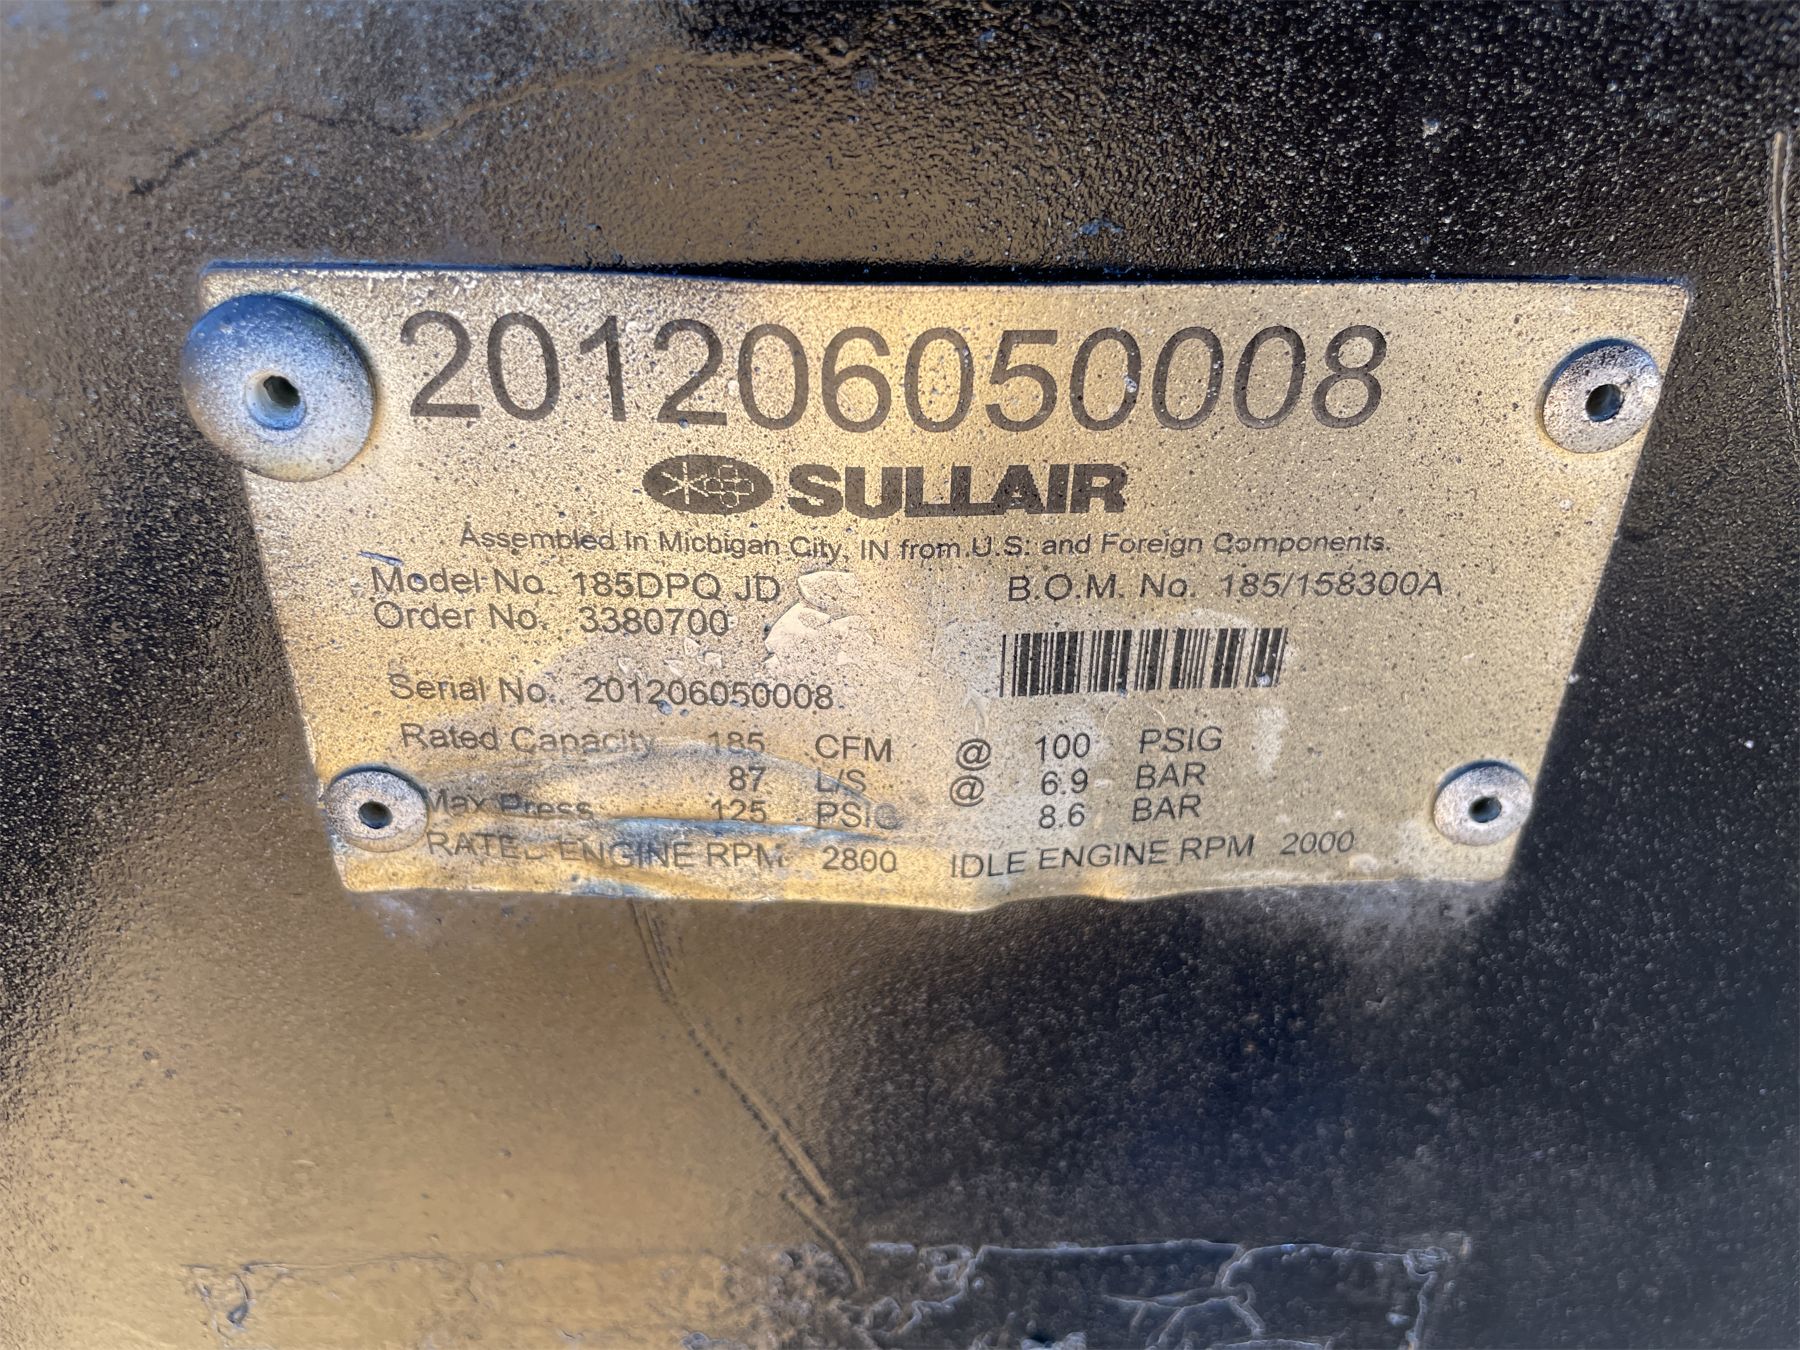 201206050008
SULLAIR
Assembled in Michigan City, IN from U.S. and Foreign Components.
Model No. 185DPQ JD B.O.M. No. 185/158300A
Order No. 3380700
Serial No. 201206050008
Rated Capacity 185 CFM @ 100 PSIG
87 L/S @ 6.9 BAR
Max Press 125 PSIG 8.6 BAR
RATED ENGINE RPM 2800 IDLE ENGINE RPM 2000